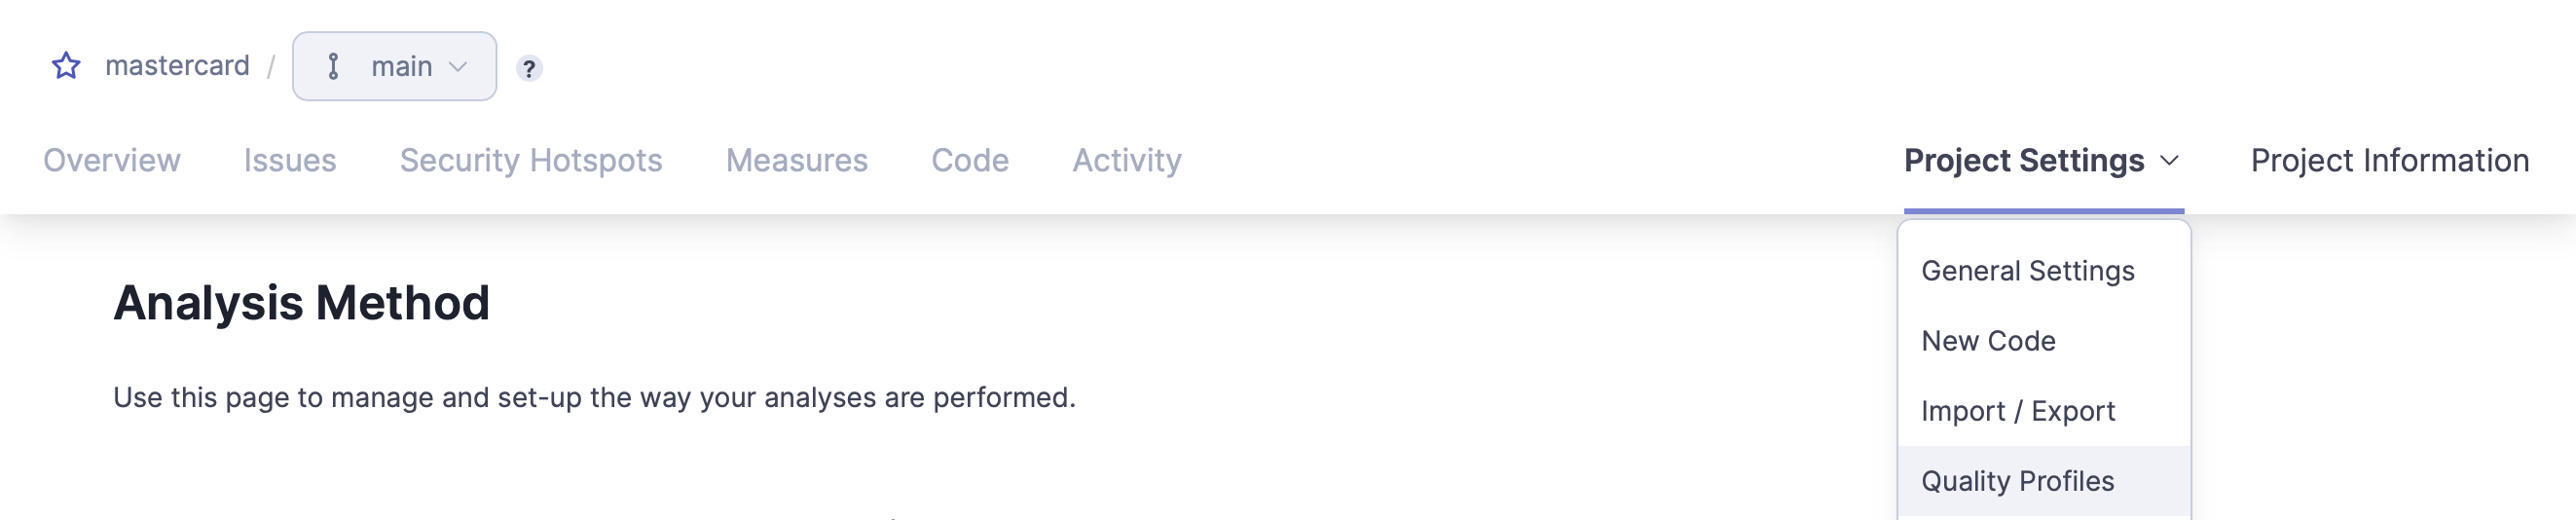 mastercard / main ?
Overview Issues Security Hotspots Measures Code Activity Project Settings Project Information
Analysis Method
Use this page to manage and set-up the way your analyses are performed.
General Settings
New Code
Import / Export
Quality Profiles